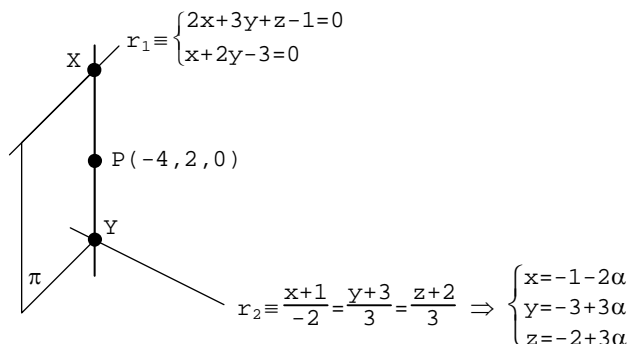 X
r₁≡{2x+3y+z-1=0
x+2y-3=0
P(-4,2,0)
Y
π
r₂≡(x+1)/(-2)=(y+3)/3=(z+2)/3 ⇒ {x=-1-2α
y=-3+3α
z=-2+3α